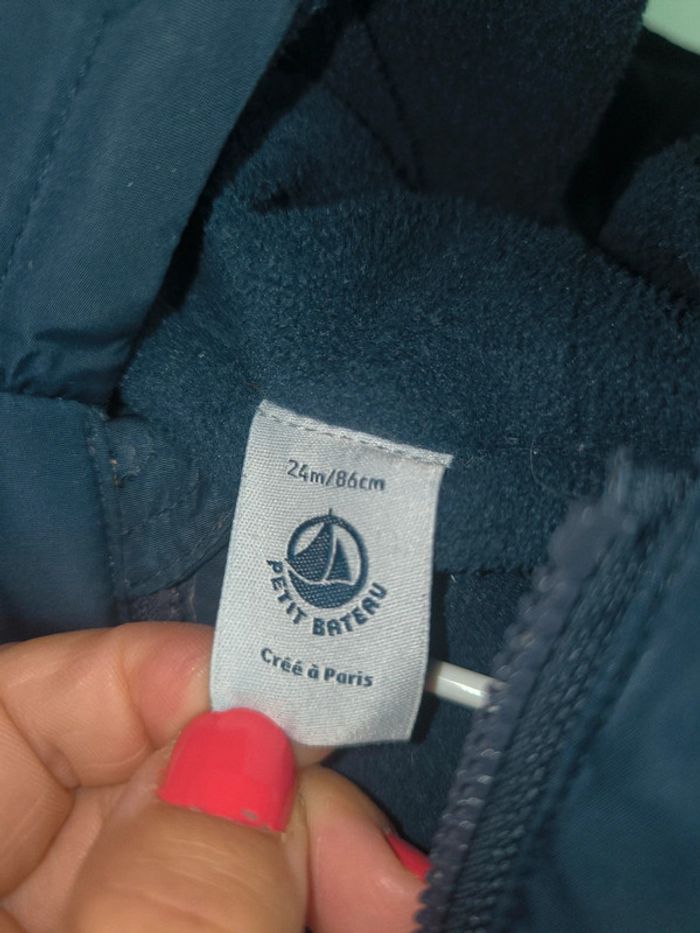 24m/86cm
PETIT BATEAU
Créé à Paris